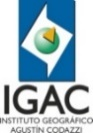 IGAC
INSTITUTO GEOGRÁFICO
AGUSTÍN CODAZZI